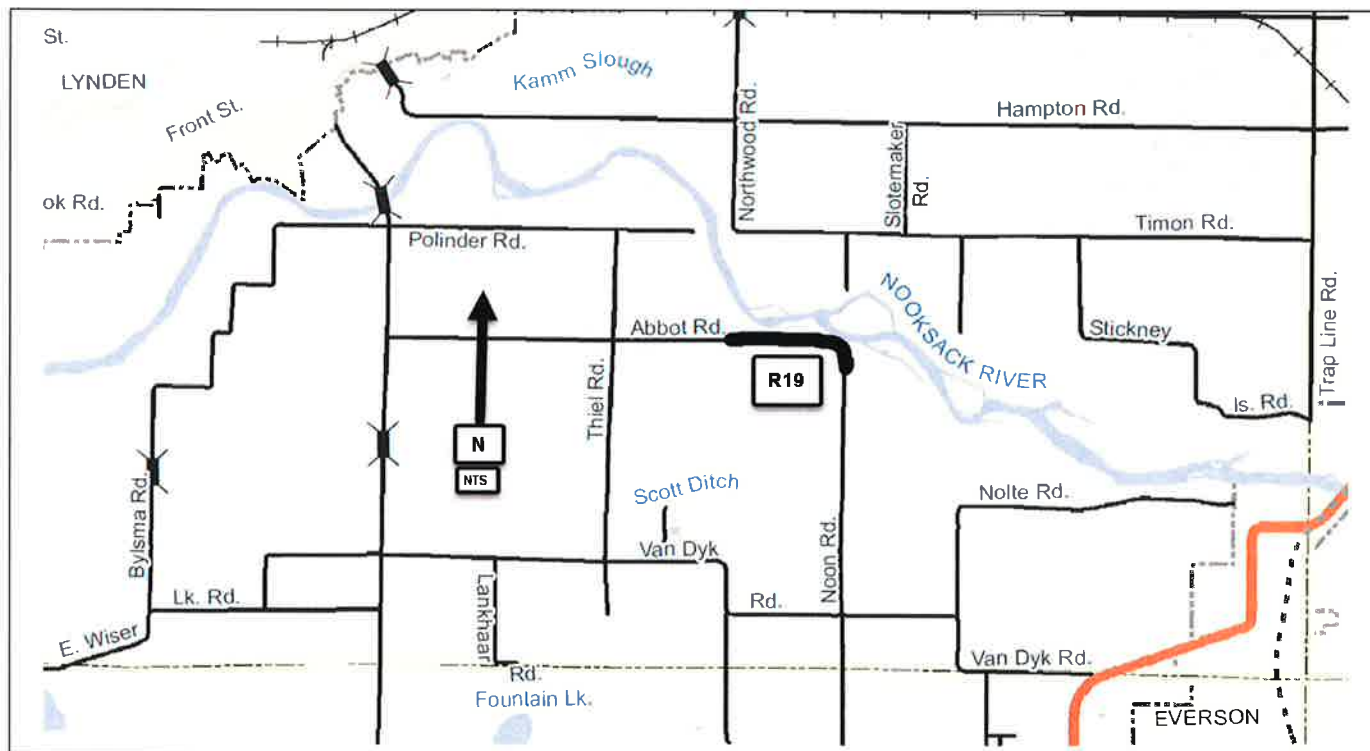 St.
LYNDEN
Kamm Slough
Front St.
Hampton Rd.
Northwood Rd.
Slotemaker
Rd.
ok Rd.
Polinder Rd.
Timon Rd.
NOOKSACK RIVER
Abbot Rd.
Stickney
Trap Line Rd.
R19
Thiel Rd.
Is. Rd.
N
NTS
Bylsma Rd.
Scott Ditch
Nolte Rd.
Van Dyk
Noon Rd.
Lk. Rd.
Lankhaar
Rd.
Rd.
E. Wiser
Van Dyk Rd.
Fountain Lk.
EVERSON